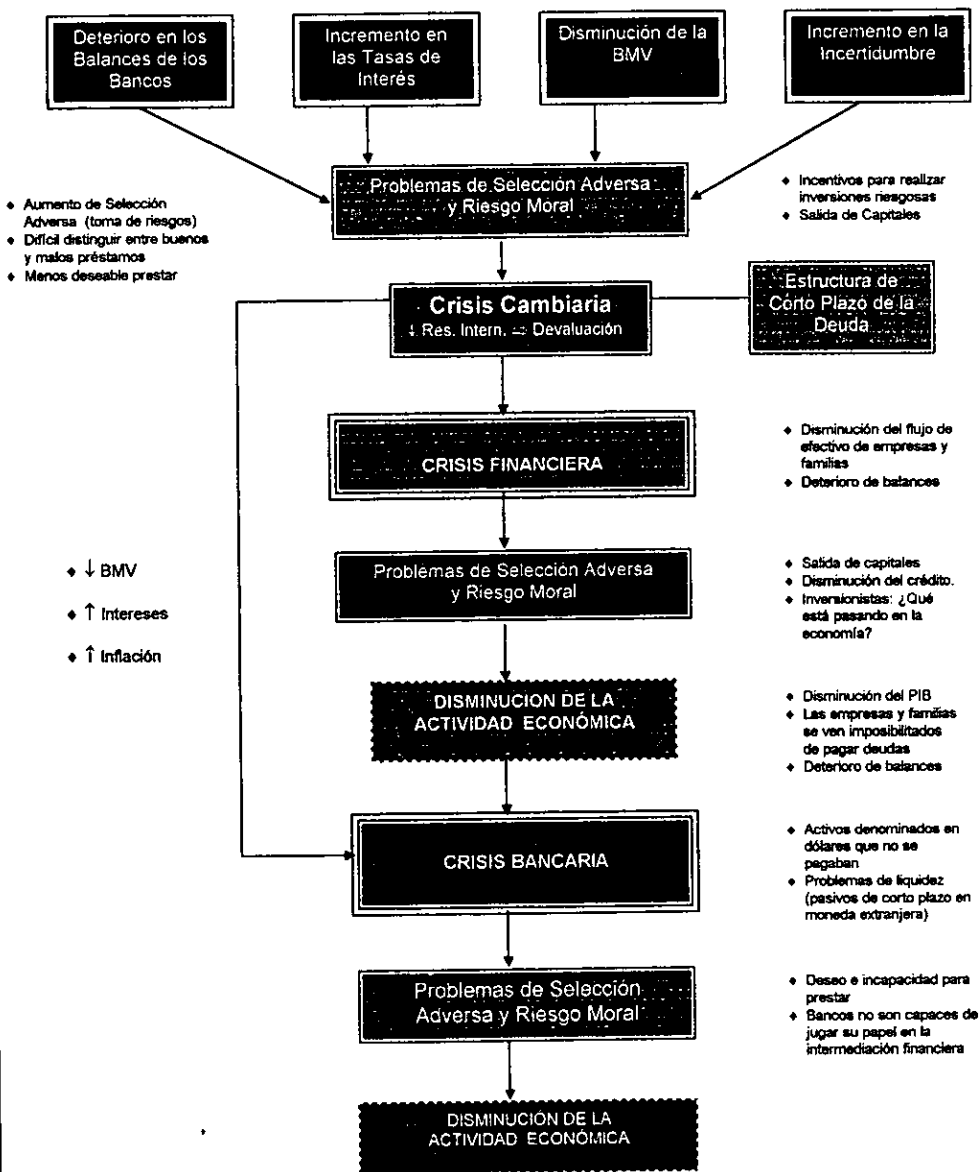 Deterioro en los
Balances de los
Bancos
Incremento en
las Tasas de
Interés
Disminución de la
BMV
Incremento en la
Incertidumbre
Problemas de Selección Adversa
y Riesgo Moral
♦ Aumento de Selección
Adversa (toma de riesgos)
♦ Difícil distinguir entre buenos
y malos préstamos
♦ Menos deseable prestar
♦ Incentivos para realizar
inversiones riesgosas
♦ Salida de Capitales
Crisis Cambiaria
↓ Res. Intern. ⇒ Devaluación
Estructura de
Corto Plazo de la
Deuda
CRISIS FINANCIERA
♦ Disminución del flujo de
efectivo de empresas y
familias
♦ Deterioro de balances
♦ ↓ BMV
♦ ↑ Intereses
♦ ↑ Inflación
Problemas de Selección Adversa
y Riesgo Moral
♦ Salida de capitales
♦ Disminución del crédito.
♦ Inversionistas: ¿Qué
está pasando en la
economía?
DISMINUCION DE LA
ACTIVIDAD ECONÓMICA
♦ Disminución del PIB
♦ Las empresas y familias
se ven imposibilitados
de pagar deudas
♦ Deterioro de balances
CRISIS BANCARIA
♦ Activos denominados en
dólares que no se
pagaban
♦ Problemas de liquidez
(pasivos de corto plazo en
moneda extranjera)
Problemas de Selección
Adversa y Riesgo Moral
♦ Deseo e incapacidad para
prestar
♦ Bancos no son capaces de
jugar su papel en la
intermediación financiera
DISMINUCIÓN DE LA
ACTIVIDAD ECONÓMICA